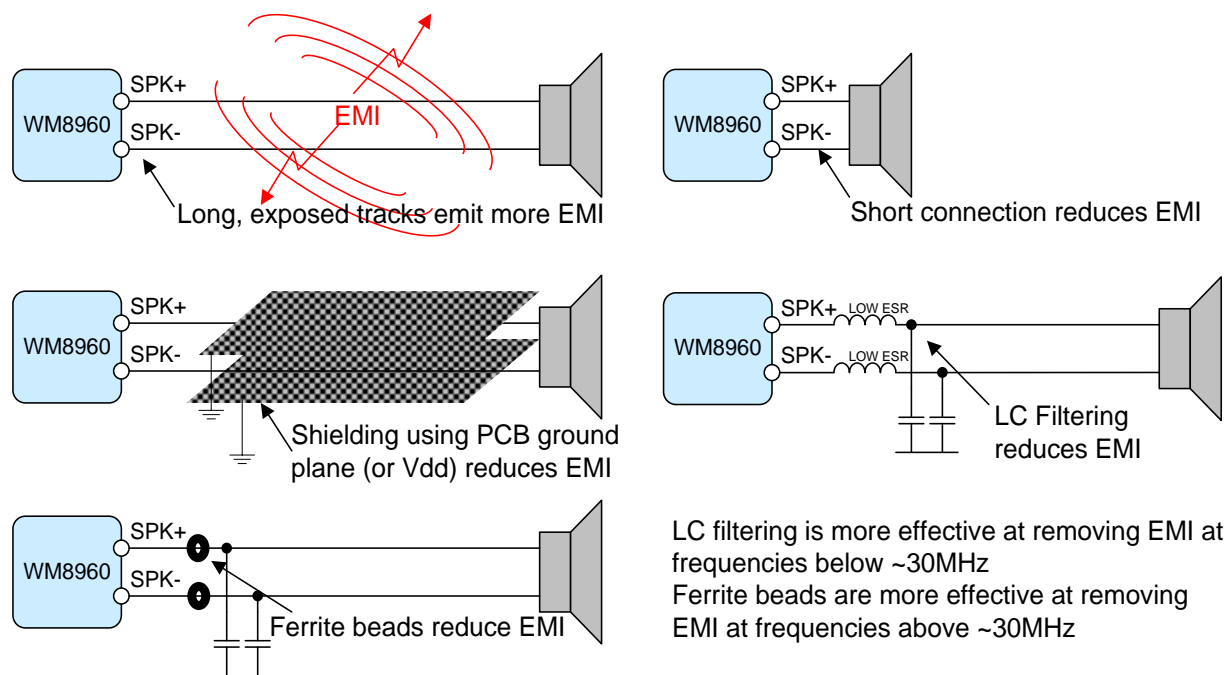 SPK+
WM8960
SPK-
EMI
Long, exposed tracks emit more EMI
SPK+
WM8960
SPK-
Short connection reduces EMI
SPK+
WM8960
SPK-
Shielding using PCB ground
plane (or Vdd) reduces EMI
SPK+
LOW ESR
WM8960
SPK-
LOW ESR
LC Filtering
reduces EMI
SPK+
WM8960
SPK-
Ferrite beads reduce EMI
LC filtering is more effective at removing EMI at
frequencies below ~30MHz
Ferrite beads are more effective at removing
EMI at frequencies above ~30MHz